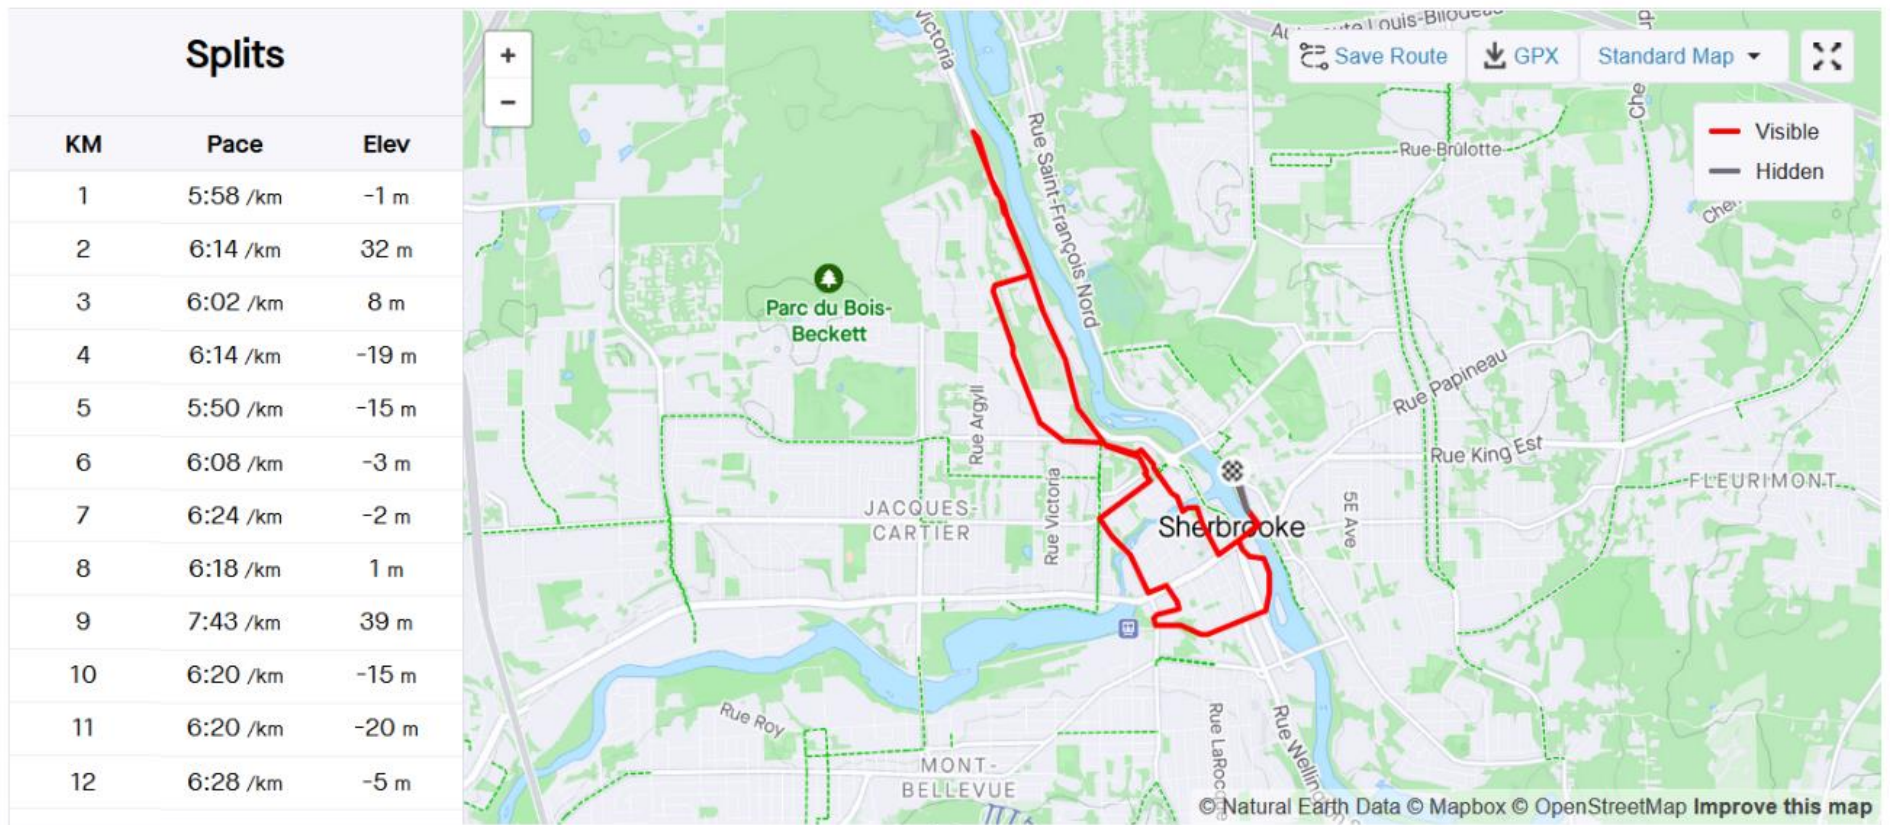 Splits
KM Pace Elev
1 5:58 /km -1 m
2 6:14 /km 32 m
3 6:02 /km 8 m
4 6:14 /km -19 m
5 5:50 /km -15 m
6 6:08 /km -3 m
7 6:24 /km -2 m
8 6:18 /km 1 m
9 7:43 /km 39 m
10 6:20 /km -15 m
11 6:20 /km -20 m
12 6:28 /km -5 m
+
−
Save Route
GPX
Standard Map
Visible
Hidden
Victoria
Rue Saint-François Nord
Rue Brûlotte
Parc du Bois-
Beckett
Rue Argyll
Rue Papineau
Rue King Est
FLEURIMONT
JACQUES-
CARTIER
Rue Victoria
Sherbrooke
5E Ave
Rue Roy
MONT-
BELLEVUE
© Natural Earth Data © Mapbox © OpenStreetMap Improve this map